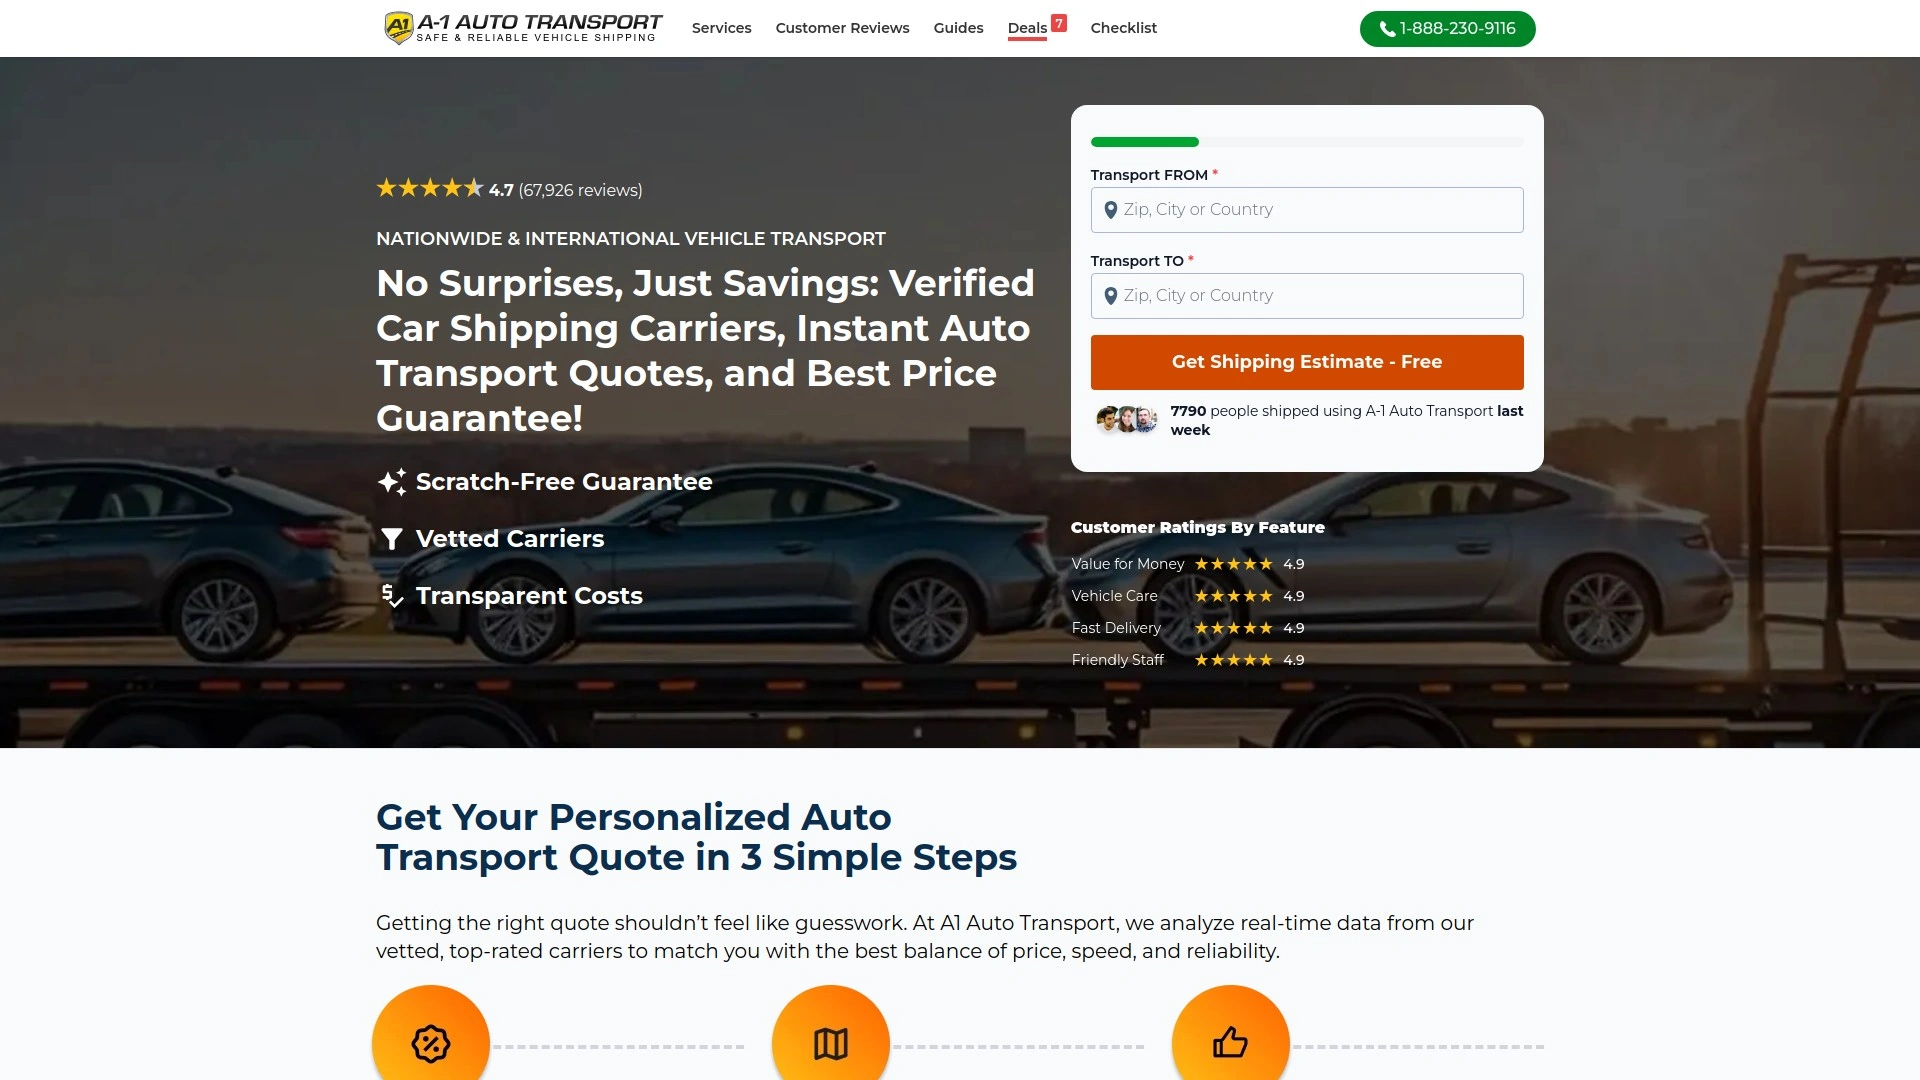 A1 A-1 AUTO TRANSPORT
SAFE & RELIABLE VEHICLE SHIPPING
Services
Customer Reviews
Guides
Deals 7
Checklist
1-888-230-9116
4.7 (67,926 reviews)
NATIONWIDE & INTERNATIONAL VEHICLE TRANSPORT
No Surprises, Just Savings: Verified
Car Shipping Carriers, Instant Auto
Transport Quotes, and Best Price
Guarantee!
Scratch-Free Guarantee
Vetted Carriers
Transparent Costs
Transport FROM *
Zip, City or Country
Transport TO *
Zip, City or Country
Get Shipping Estimate - Free
7790 people shipped using A-1 Auto Transport last
week
Customer Ratings By Feature
Value for Money 4.9
Vehicle Care 4.9
Fast Delivery 4.9
Friendly Staff 4.9
Get Your Personalized Auto
Transport Quote in 3 Simple Steps
Getting the right quote shouldn’t feel like guesswork. At A1 Auto Transport, we analyze real-time data from our
vetted, top-rated carriers to match you with the best balance of price, speed, and reliability.